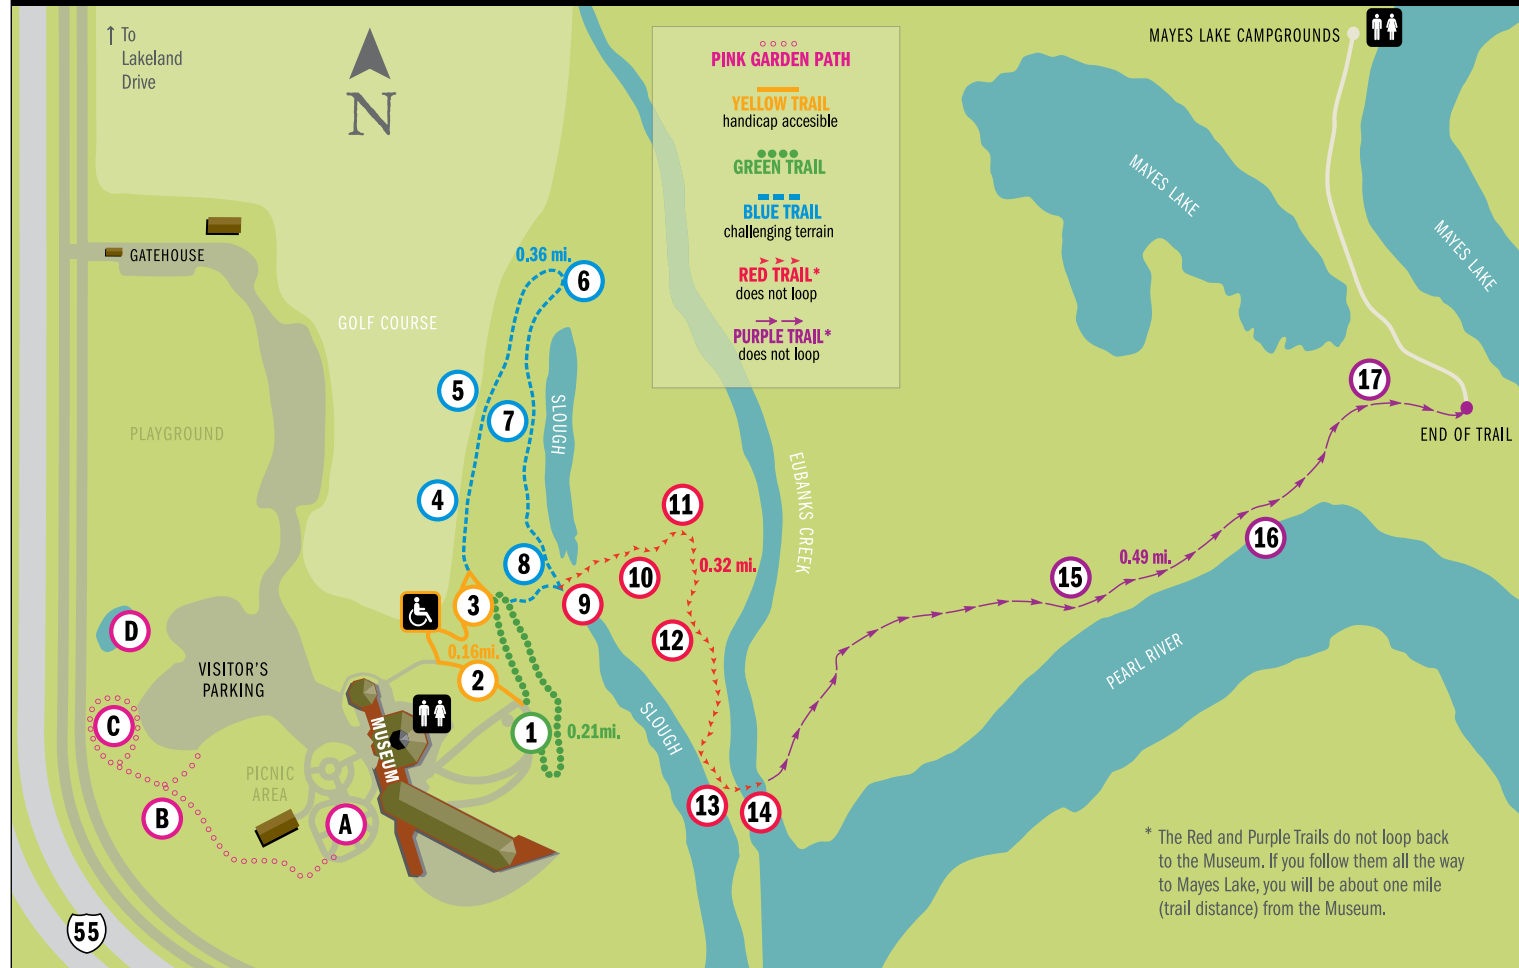 ↑ To
Lakeland
Drive
N
GATEHOUSE
GOLF COURSE
PLAYGROUND
VISITOR'S
PARKING
PICNIC
AREA
MUSEUM
55
A
B
C
D
PINK GARDEN PATH
YELLOW TRAIL
handicap accesible
GREEN TRAIL
BLUE TRAIL
challenging terrain
RED TRAIL*
does not loop
PURPLE TRAIL*
does not loop
MAYES LAKE CAMPGROUNDS
MAYES LAKE
MAYES LAKE
0.36 mi.
6
5
7
4
8
SLOUGH
EUBANKS CREEK
3
0.16mi.
2
1
0.21mi.
9
10
11
0.32 mi.
12
SLOUGH
13
14
15
0.49 mi.
16
17
END OF TRAIL
PEARL RIVER
* The Red and Purple Trails do not loop back
to the Museum. If you follow them all the way
to Mayes Lake, you will be about one mile
(trail distance) from the Museum.